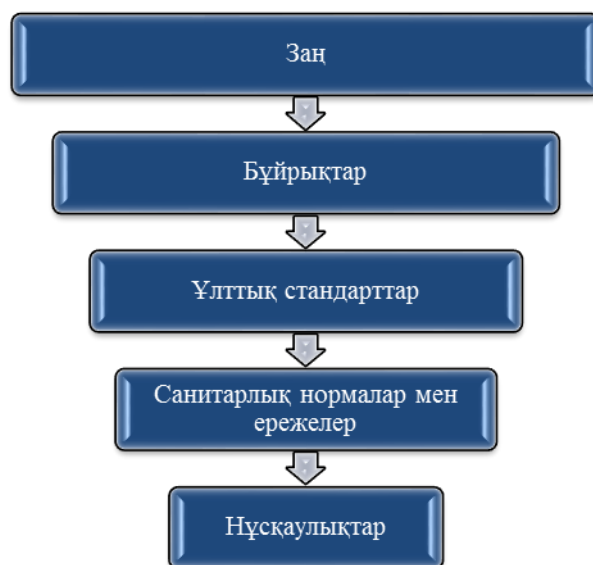 Заң
Бұйрықтар
Ұлттық стандарттар
Санитарлық нормалар мен
ережелер
Нұсқаулықтар